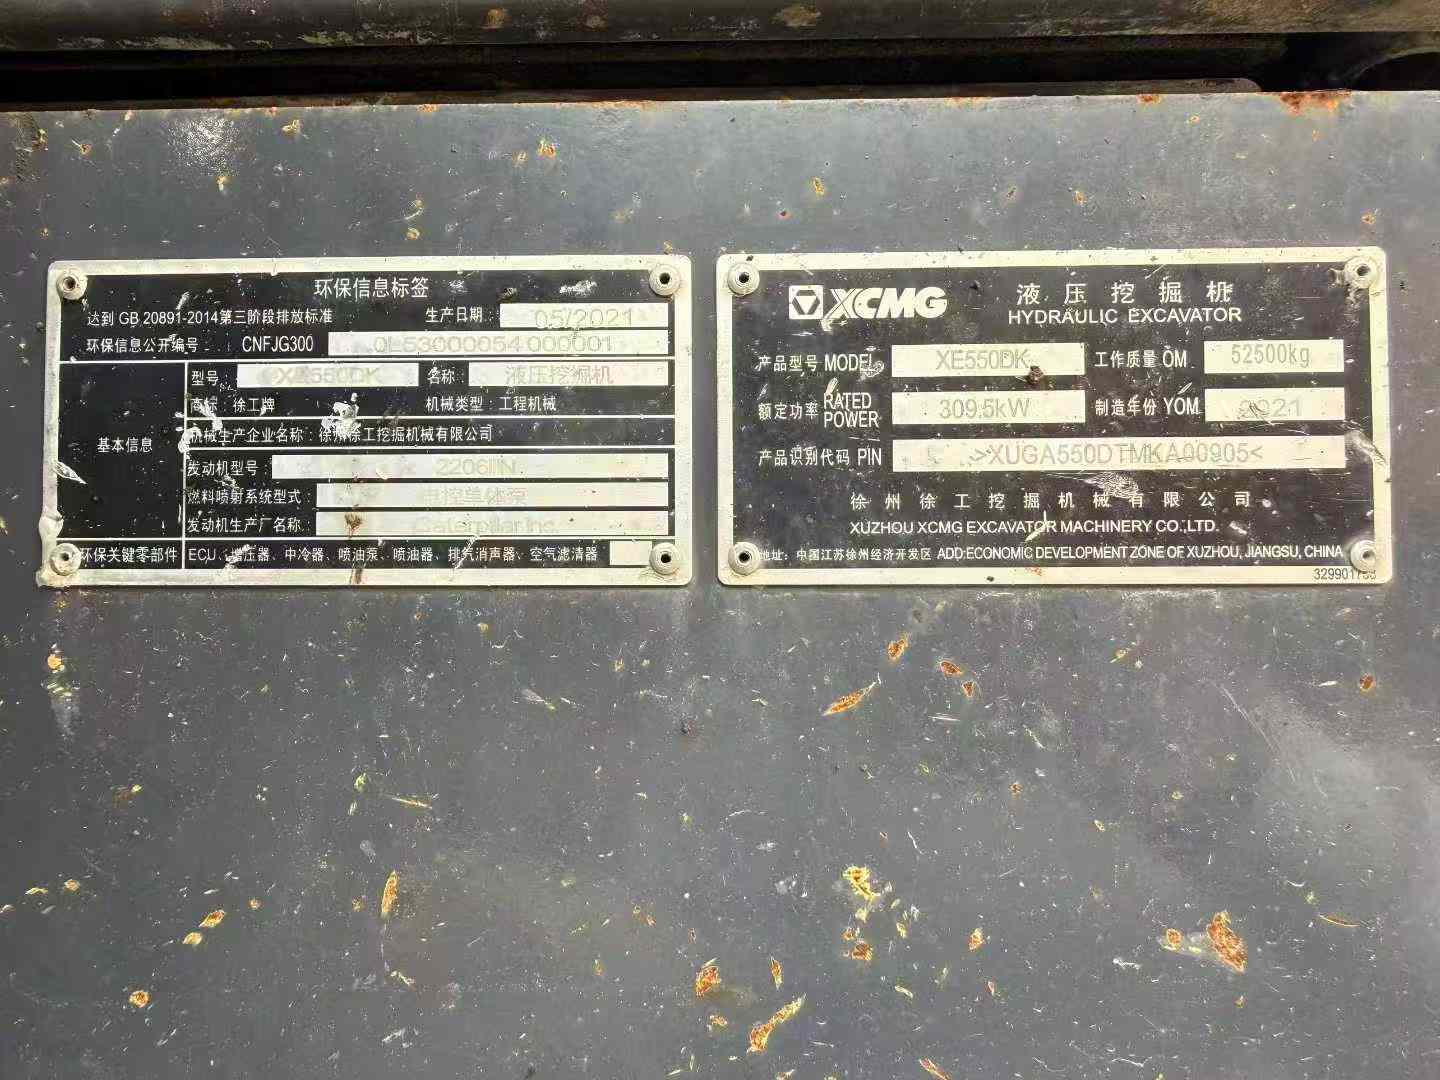 环保信息标签
达到 GB 20891-2014第三阶段排放标准 生产日期 05/2021
环保信息公开编号 CNFJG300 0L53000054 000001
基本信息
型号: XE550DK 名称: 液压挖掘机
商标: 徐工牌 机械类型: 工程机械
机械生产企业名称: 徐州徐工挖掘机械有限公司
发动机型号:
燃料喷射系统型式: 电控单体泵
发动机生产厂名称: Caterpillar Inc.
环保关键零部件 ECU、增压器、中冷器、喷油泵、喷油器、排气消声器、空气滤清器
XCMG 液压挖掘机
HYDRAULIC EXCAVATOR
产品型号 MODEL XE550DK 工作质量 OM 52500kg
额定功率 RATED POWER 309.5kW 制造年份 YOM 2021
产品识别代码 PIN >XUGA550DTMKA00905<
徐州徐工挖掘机械有限公司
XUZHOU XCMG EXCAVATOR MACHINERY CO.,LTD.
地址: 中国江苏徐州经济开发区 ADD:ECONOMIC DEVELOPMENT ZONE OF XUZHOU, JIANGSU, CHINA